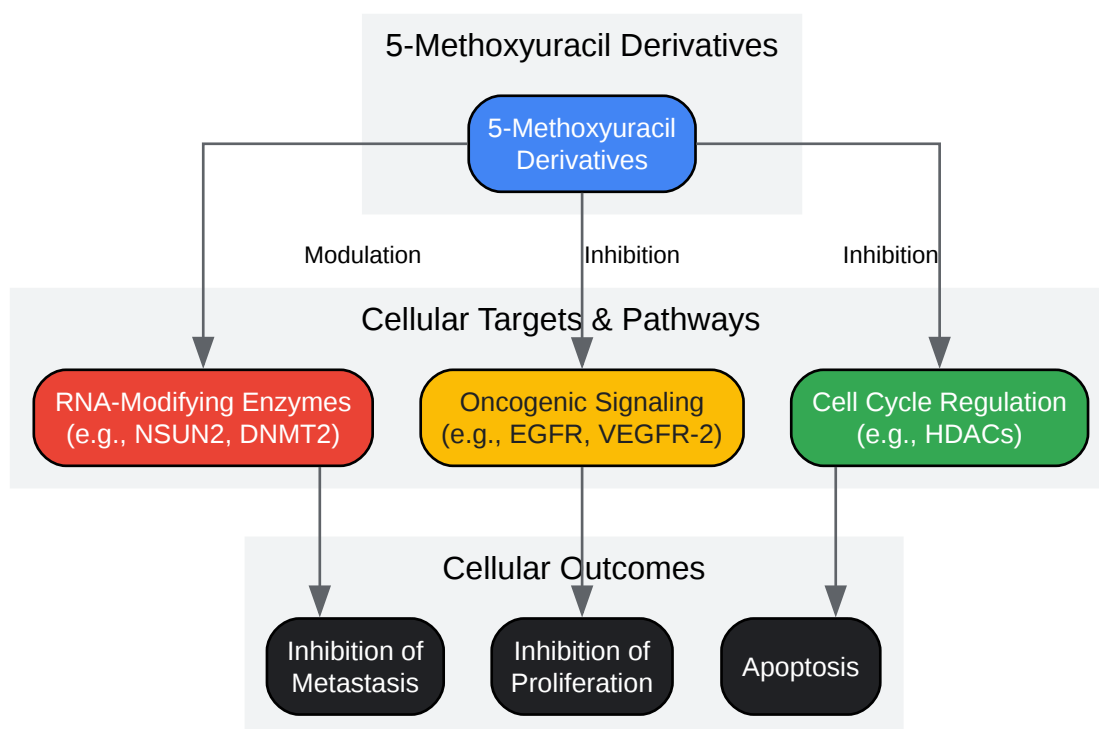 5-Methoxyuracil Derivatives
5-Methoxyuracil
Derivatives
Modulation
Inhibition
Inhibition
Cellular Targets & Pathways
RNA-Modifying Enzymes
(e.g., NSUN2, DNMT2)
Oncogenic Signaling
(e.g., EGFR, VEGFR-2)
Cell Cycle Regulation
(e.g., HDACs)
Cellular Outcomes
Inhibition of
Metastasis
Inhibition of
Proliferation
Apoptosis